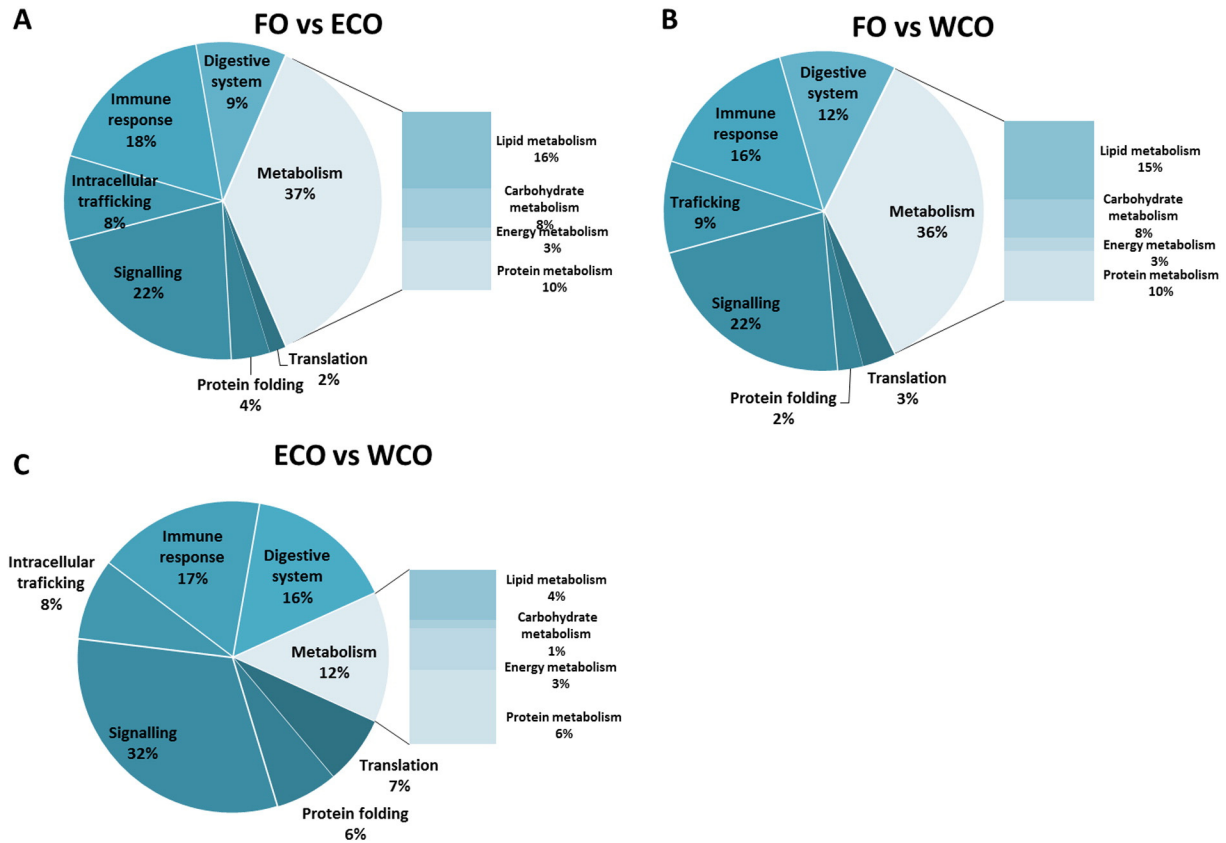 A
FO vs ECO
Digestive
system
9%
Immune
response
18%
Metabolism
37%
Intracellular
trafficking
8%
Signalling
22%
Translation
2%
Protein folding
4%
Lipid metabolism
16%
Carbohydrate
metabolism
8%
Energy metabolism
3%
Protein metabolism
10%
B
FO vs WCO
Digestive
system
12%
Immune
response
16%
Traficking
9%
Metabolism
36%
Signalling
22%
Translation
3%
Protein folding
2%
Lipid metabolism
15%
Carbohydrate
metabolism
8%
Energy metabolism
3%
Protein metabolism
10%
C
ECO vs WCO
Immune
response
17%
Digestive
system
16%
Intracellular
traficking
8%
Metabolism
12%
Signalling
32%
Translation
7%
Protein folding
6%
Lipid metabolism
4%
Carbohydrate
metabolism
1%
Energy metabolism
3%
Protein metabolism
6%